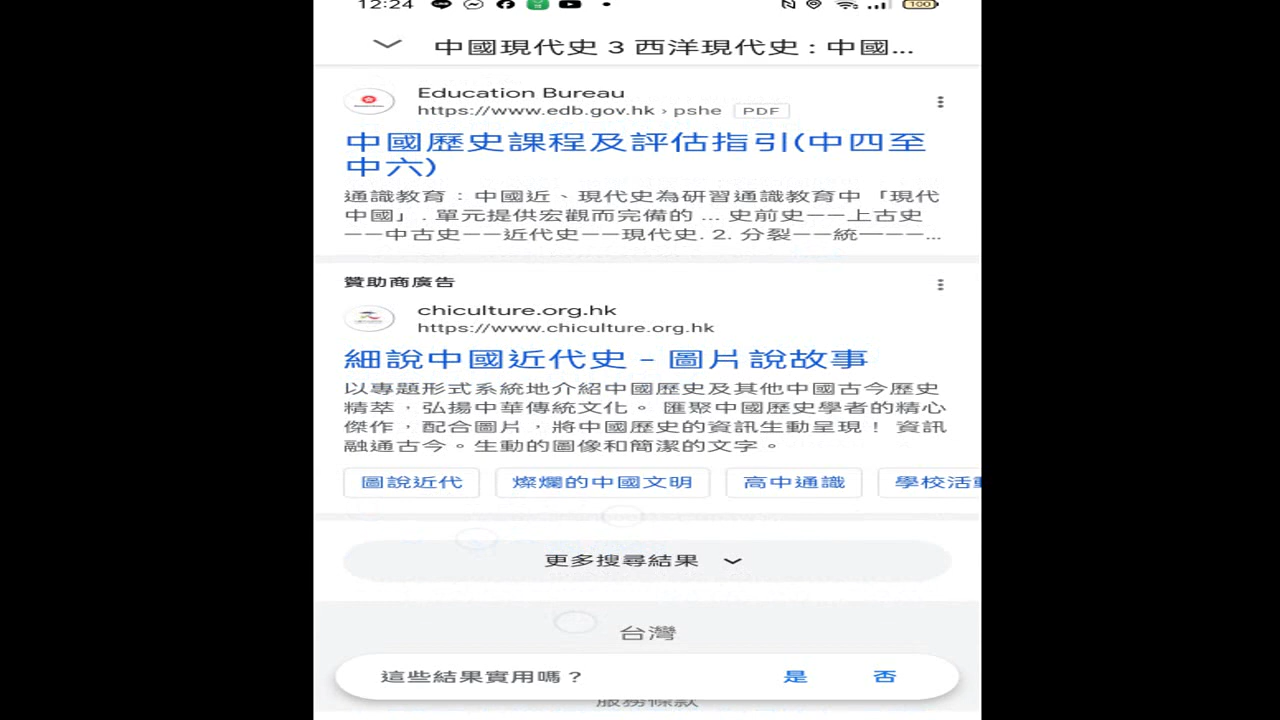 12:24
100
中國現代史 3 西洋現代史 : 中國...
Education Bureau
https://www.edb.gov.hk › pshe PDF
中國歷史課程及評估指引(中四至
中六)
通識教育：中國近、現代史為研習通識教育中「現代
中國」. 單元提供宏觀而完備的 ... 史前史——上古史
——中古史——近代史——現代史. 2. 分裂——統一———...
贊助商廣告
chiculture.org.hk
https://www.chiculture.org.hk
細說中國近代史 - 圖片說故事
以專題形式系統地介紹中國歷史及其他中國古今歷史
精萃，弘揚中華傳統文化。 匯聚中國歷史學者的精心
傑作，配合圖片，將中國歷史的資訊生動呈現！ 資訊
融通古今。生動的圖像和簡潔的文字。
圖說近代 燦爛的中國文明 高中通識 學校活動
更多搜尋結果
台灣
這些結果實用嗎？ 是 否
服務條款